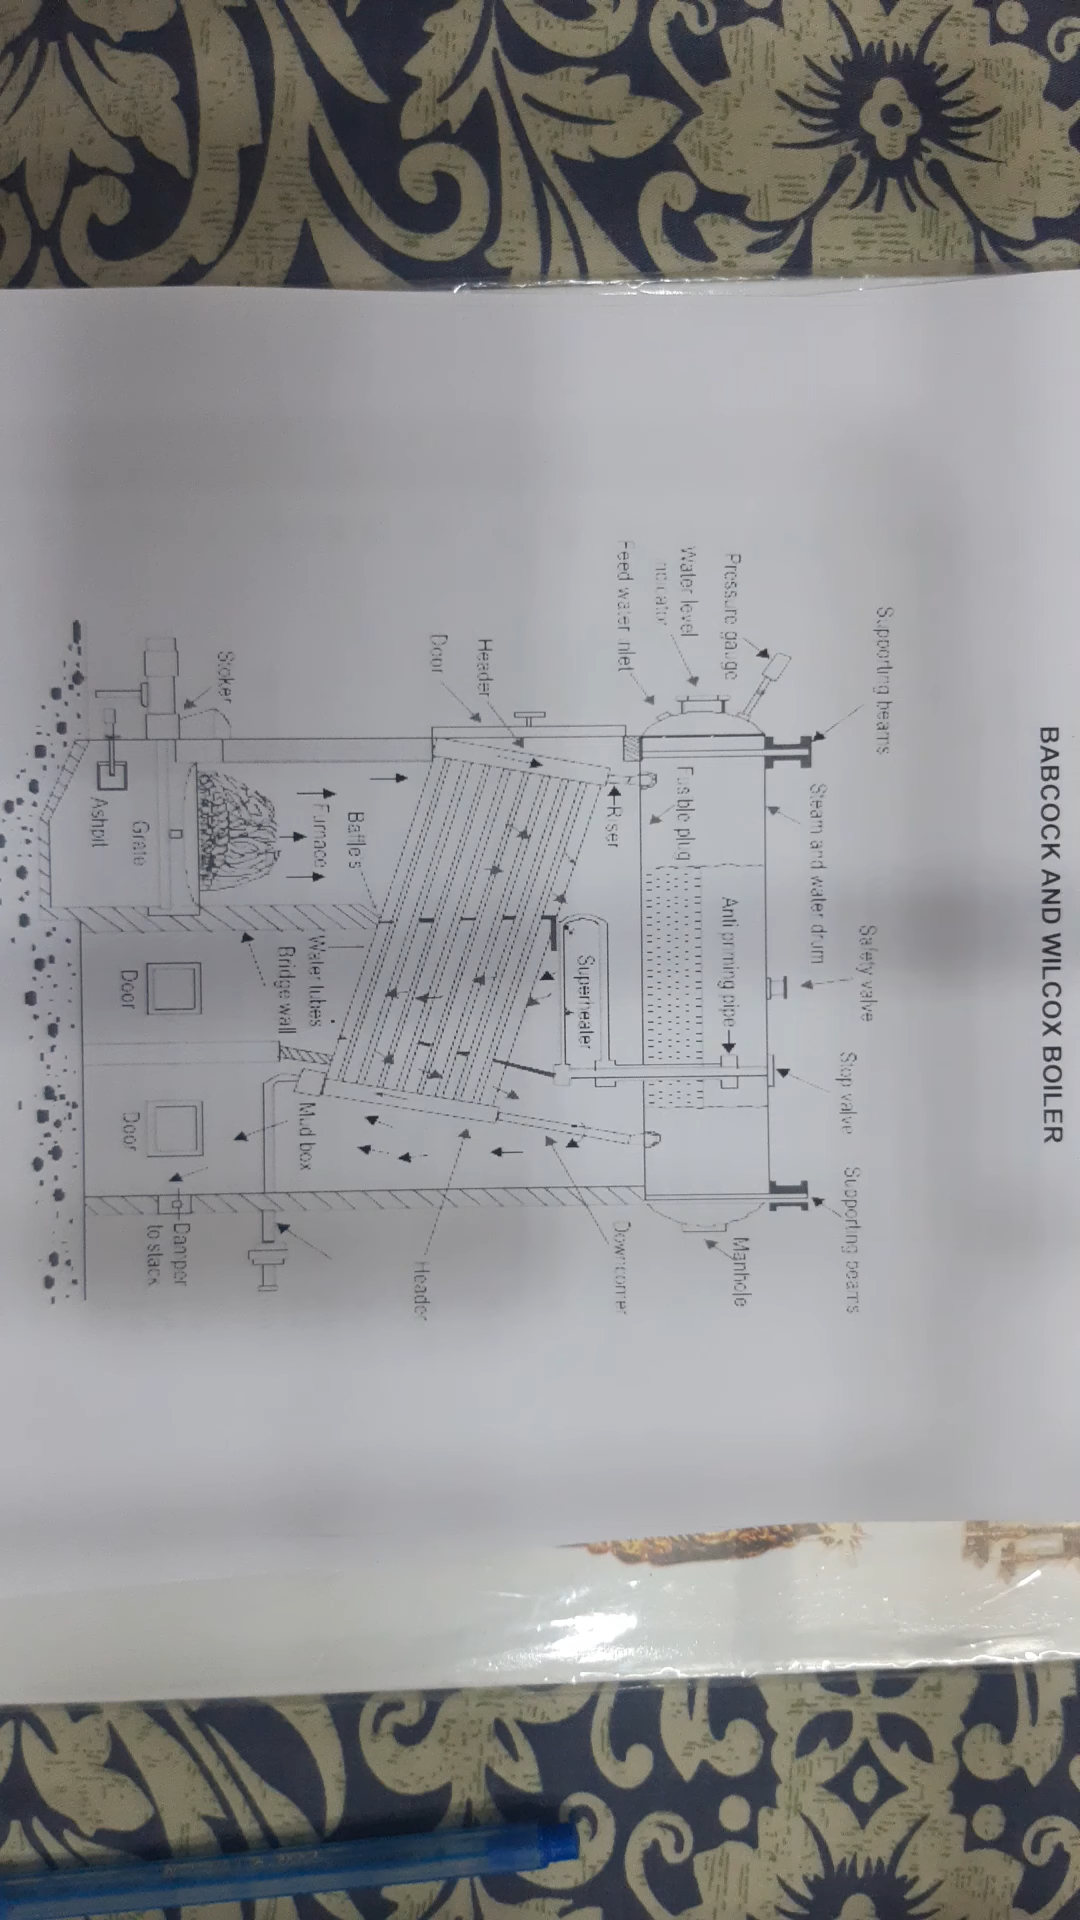 BABCOCK AND WILCOX BOILER
Supporting beams
Steam and water drum
Safety valve
Stop valve
Supporting beams
Pressure gauge
Water level
indicator
Feed water inlet
Fusible plug
Anti priming pipe
Manhole
Riser
Superheater
Downcomer
Header
Door
Header
Baffles
Furnace
Water tubes
Bridge wall
Mud box
Stoker
Grate
Ashpit
Door
Door
Damper
to stack